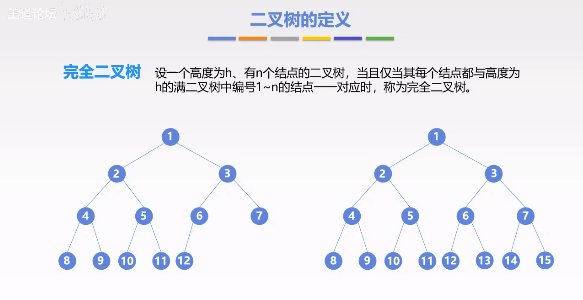 王道论坛
二叉树的定义
完全二叉树
设一个高度为h、有n个结点的二叉树，当且仅当其每个结点都与高度为
h的满二叉树中编号1~n的结点一一对应时，称为完全二叉树。
1 1
2 3 2 3
4 5 6 7 4 5 6 7
8 9 10 11 12 8 9 10 11 12 13 14 15